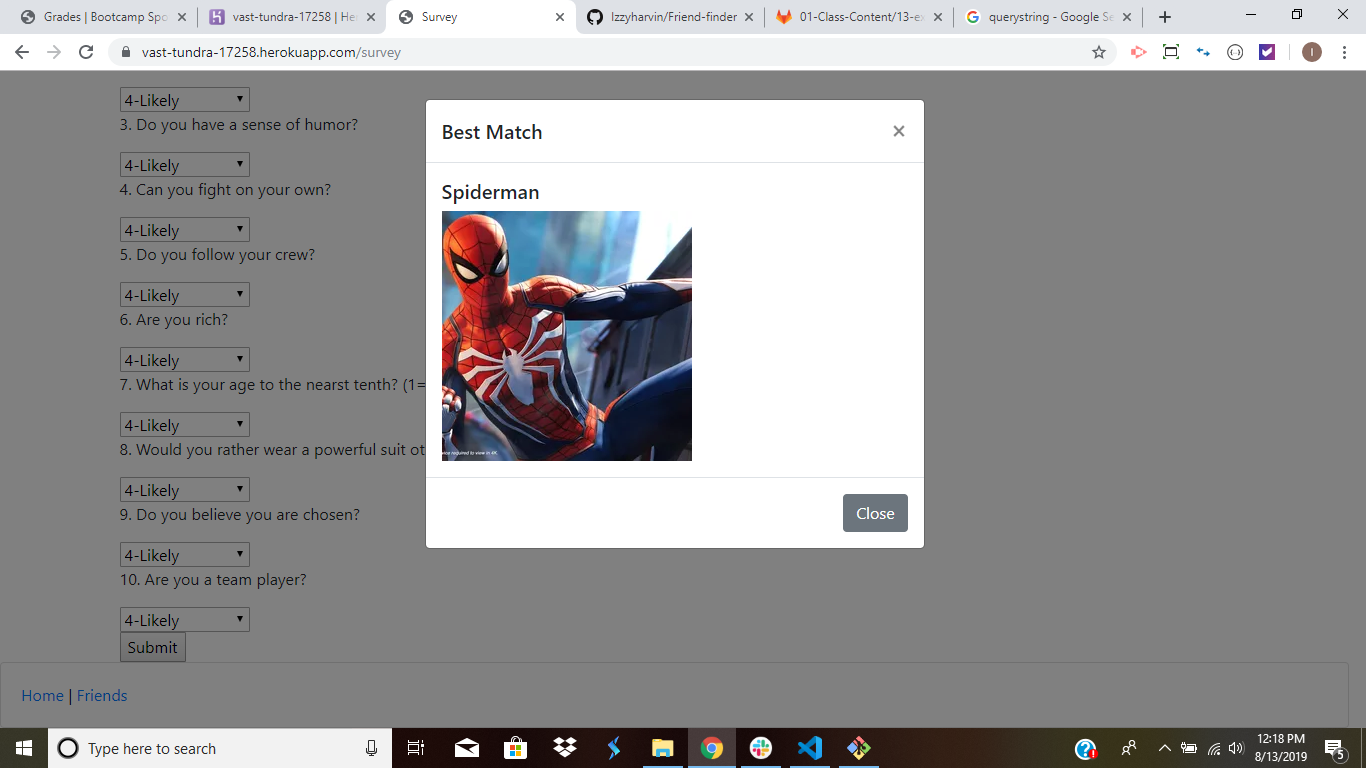 Grades | Bootcamp Spo
vast-tundra-17258 | He
Survey
Izzyharvin/Friend-finder
01-Class-Content/13-ex
querystring - Google Se
vast-tundra-17258.herokuapp.com/survey
I
4-Likely
3. Do you have a sense of humor?
4-Likely
4. Can you fight on your own?
4-Likely
5. Do you follow your crew?
4-Likely
6. Are you rich?
4-Likely
7. What is your age to the nearst tenth? (1=
4-Likely
8. Would you rather wear a powerful suit ot
4-Likely
9. Do you believe you are chosen?
4-Likely
10. Are you a team player?
4-Likely
Submit
Home | Friends
Best Match
×
Spiderman
required to view in 4K
Close
Type here to search
12:18 PM
8/13/2019
5